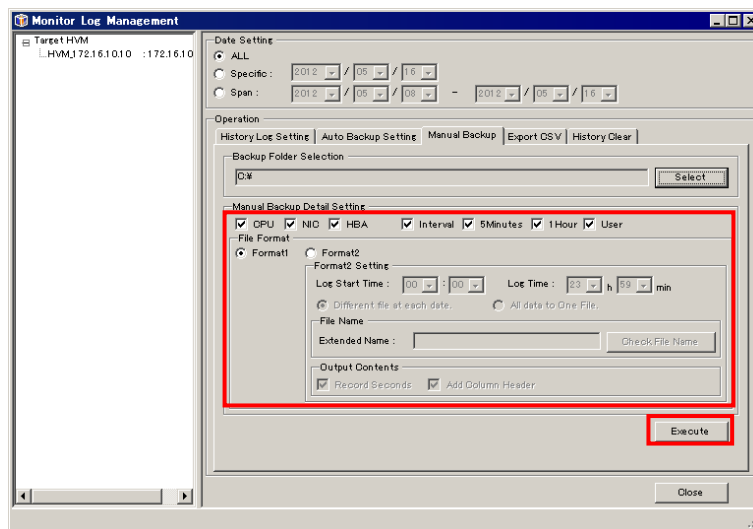 Monitor Log Management
Target HVM
HVM_172.16.10.10 :172.16.10
Date Setting
ALL
Specific : 2012 / 05 / 16
Span : 2012 / 05 / 08 - 2012 / 05 / 16
Operation
History Log Setting Auto Backup Setting Manual Backup Export CSV History Clear
Backup Folder Selection
C:¥ Select
Manual Backup Detail Setting
CPU NIC HBA Interval 5Minutes 1Hour User
File Format
Format1 Format2
Format2 Setting
Log Start Time : 00 : 00 Log Time : 23 h 59 min
Different file at each date. All data to One File.
File Name
Extended Name : Check File Name
Output Contents
Record Seconds Add Column Header
Execute
Close